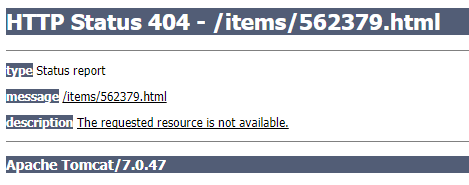 HTTP Status 404 - /items/562379.html
type Status report
message /items/562379.html
description The requested resource is not available.
Apache Tomcat/7.0.47